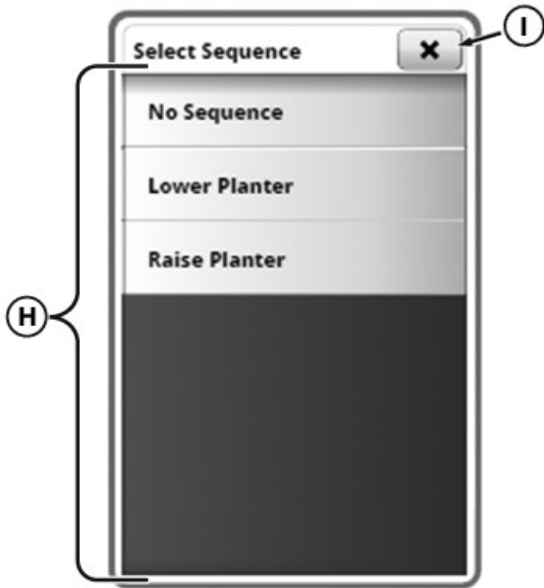 I
Select Sequence
No Sequence
Lower Planter
Raise Planter
H